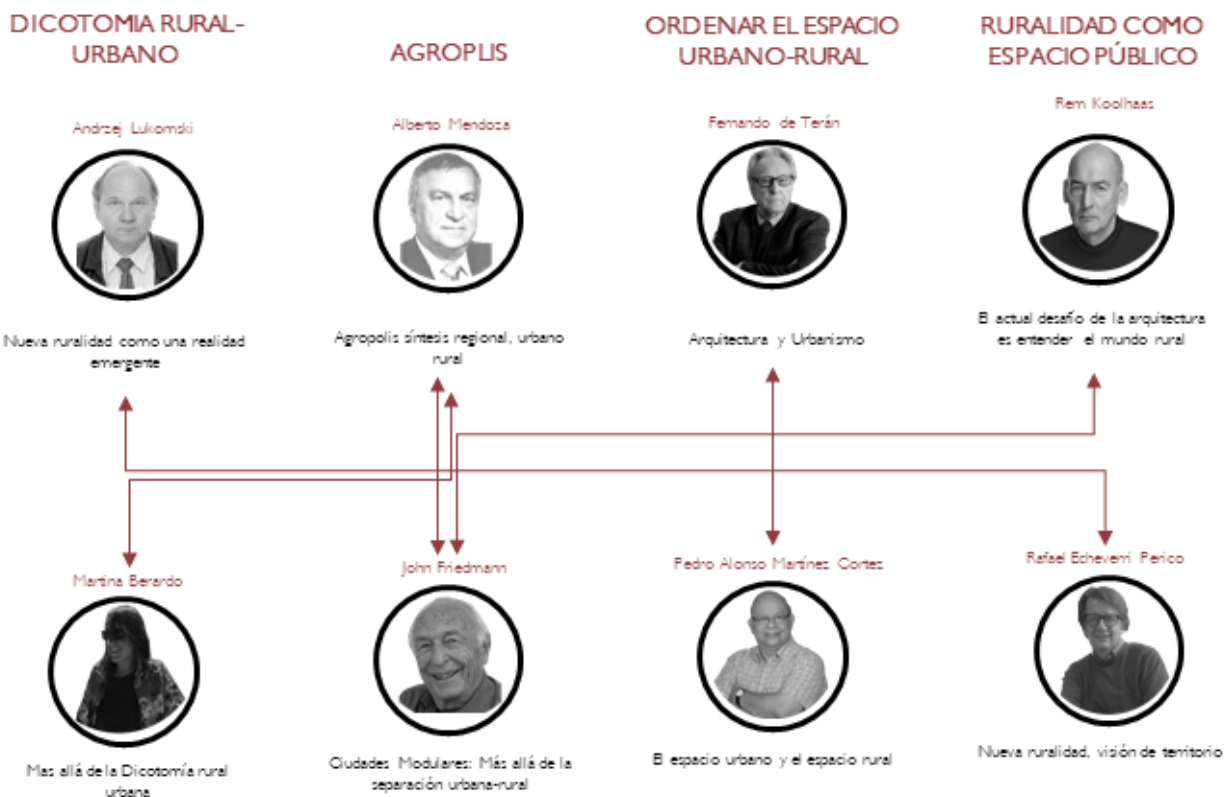 DICOTOMIA RURAL-
URBANO
AGROPLIS
ORDENAR EL ESPACIO
URBANO-RURAL
RURALIDAD COMO
ESPACIO PÚBLICO
Andrzej Lukomski
Alberto Mendoza
Fernando de Terán
Rem Koolhaas
Nueva ruralidad como una realidad
emergente
Agropolis síntesis regional, urbano
rural
Arquitectura y Urbanismo
El actual desafío de la arquitectura
es entender el mundo rural
Martina Berardo
John Friedmann
Pedro Alonso Martínez Cortez
Rafael Echeverri Perico
Mas allá de la Dicotomía rural
urbana
Ciudades Modulares: Más allá de la
separación urbana-rural
El espacio urbano y el espacio rural
Nueva ruralidad, visión de territorio